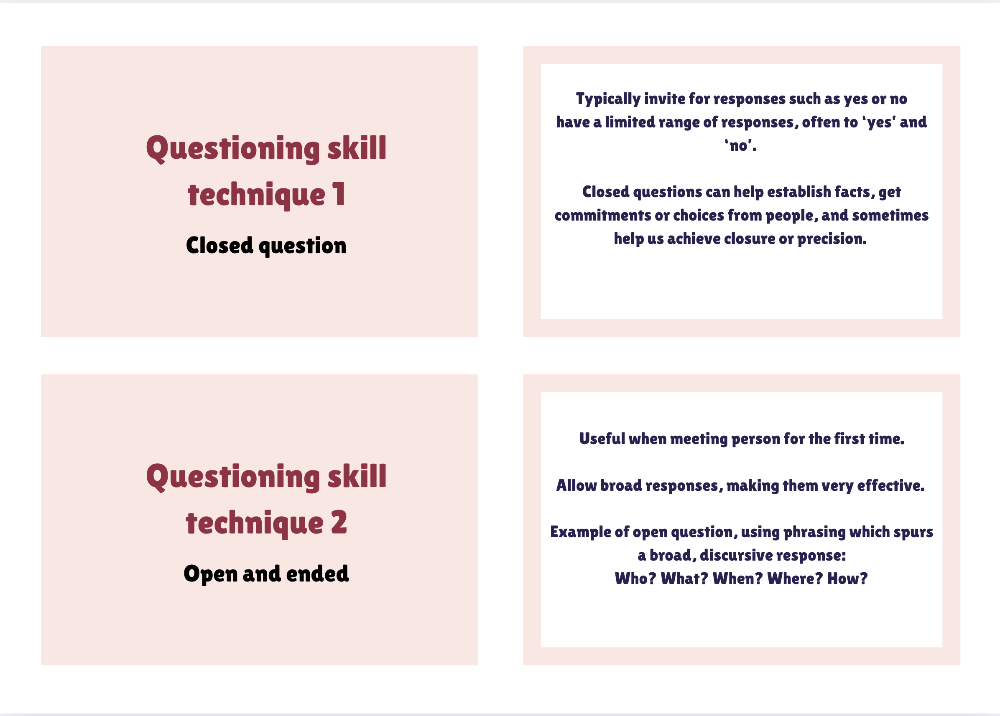 Questioning skill
technique 1
Closed question
Typically invite for responses such as yes or no
have a limited range of responses, often to ‘yes’ and
‘no’.
Closed questions can help establish facts, get
commitments or choices from people, and sometimes
help us achieve closure or precision.
Questioning skill
technique 2
Open and ended
Useful when meeting person for the first time.
Allow broad responses, making them very effective.
Example of open question, using phrasing which spurs
a broad, discursive response:
Who? What? When? Where? How?